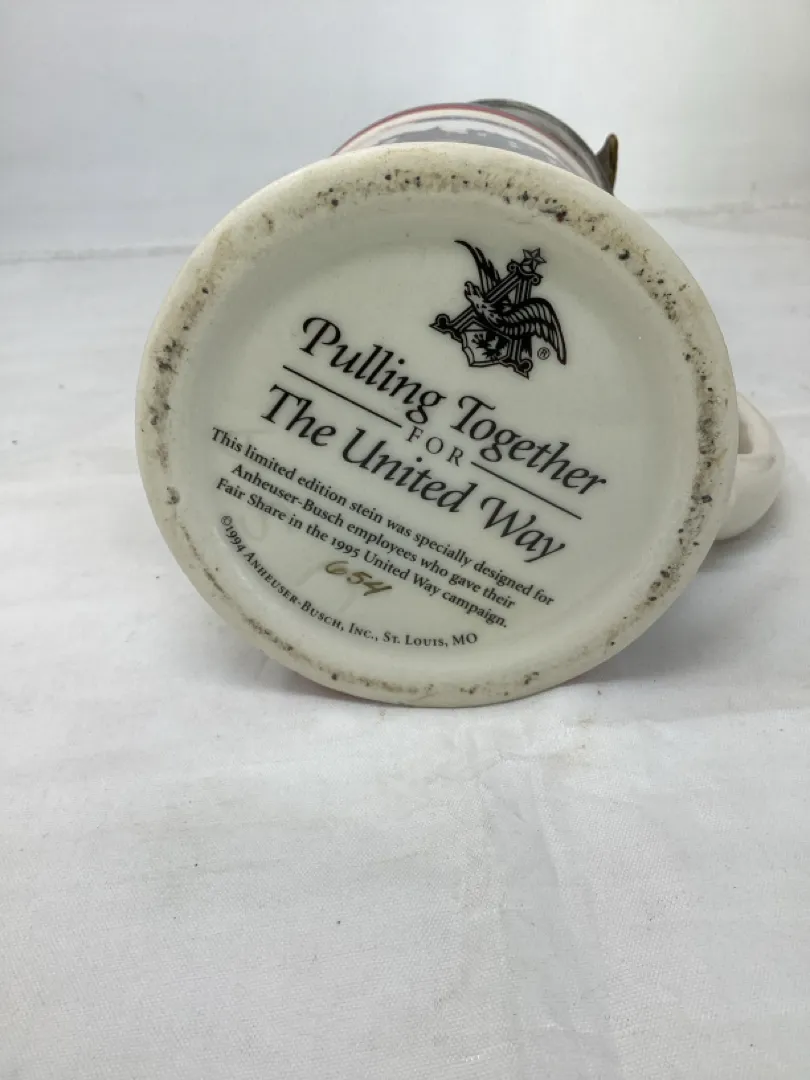 ®
Pulling Together
FOR
The United Way
This limited edition stein was specially designed for
Anheuser-Busch employees who gave their
Fair Share in the 1995 United Way campaign.
654
©1994 ANHEUSER-BUSCH, INC., ST. LOUIS, MO